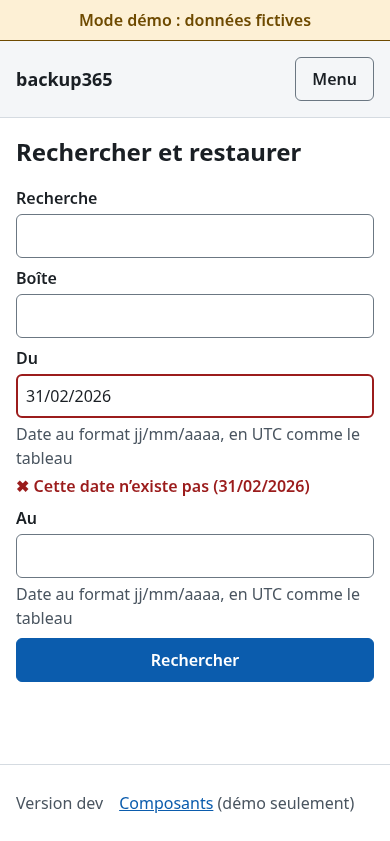 Mode démo : données fictives
backup365
Menu
Rechercher et restaurer
Recherche
Boîte
Du
31/02/2026
Date au format jj/mm/aaaa, en UTC comme le
tableau
✖ Cette date n’existe pas (31/02/2026)
Au
Date au format jj/mm/aaaa, en UTC comme le
tableau
Rechercher
Version dev Composants (démo seulement)